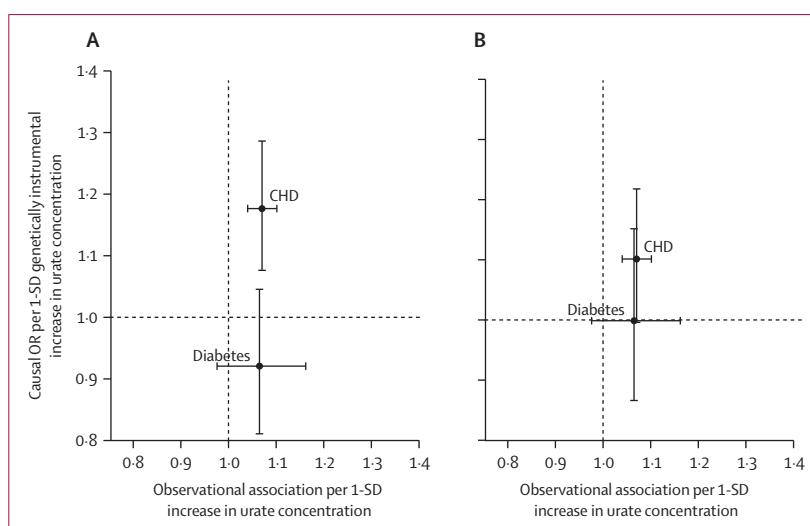 A
B
1·4
1·3
1·2
1·1
1·0
0·9
0·8
Causal OR per 1-SD genetically instrumental
increase in urate concentration
CHD
Diabetes
CHD
Diabetes
0·8 0·9 1·0 1·1 1·2 1·3 1·4
0·8 0·9 1·0 1·1 1·2 1·3 1·4
Observational association per 1-SD
increase in urate concentration
Observational association per 1-SD
increase in urate concentration